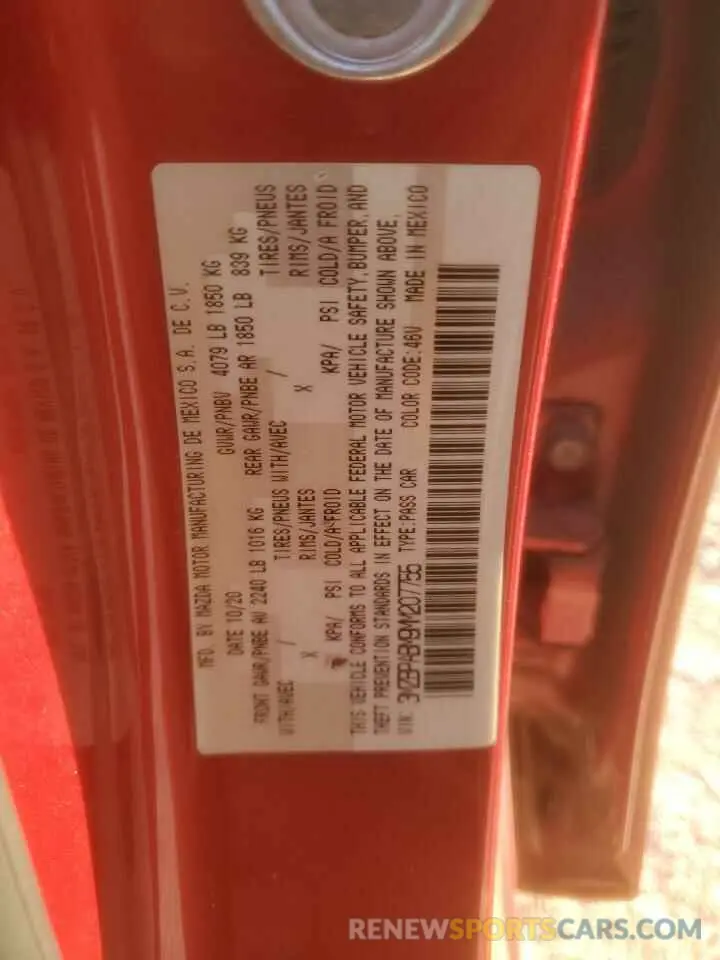 MFD. BY MAZDA MOTOR MANUFACTURING DE MEXICO S.A. DE C.V.
DATE 10/20 GVWR/PNBV 4079 LB 1850 KG
FRONT GAWR/PNBE AV 2240 LB 1016 KG REAR GAWR/PNBE AR 1850 LB 839 KG
WITH/AVEC / TIRES/PNEUS WITH/AVEC / TIRES/PNEUS
X RIMS/JANTES X RIMS/JANTES
KPA/ PSI COLD/A FROID KPA/ PSI COLD/A FROID
THIS VEHICLE CONFORMS TO ALL APPLICABLE FEDERAL MOTOR VEHICLE SAFETY, BUMPER, AND
THEFT PREVENTION STANDARDS IN EFFECT ON THE DATE OF MANUFACTURE SHOWN ABOVE.
VIN: 3MZBPABM9MM207755 TYPE:PASS CAR COLOR CODE:46V MADE IN MEXICO
RENEWSPORTSCARS.COM